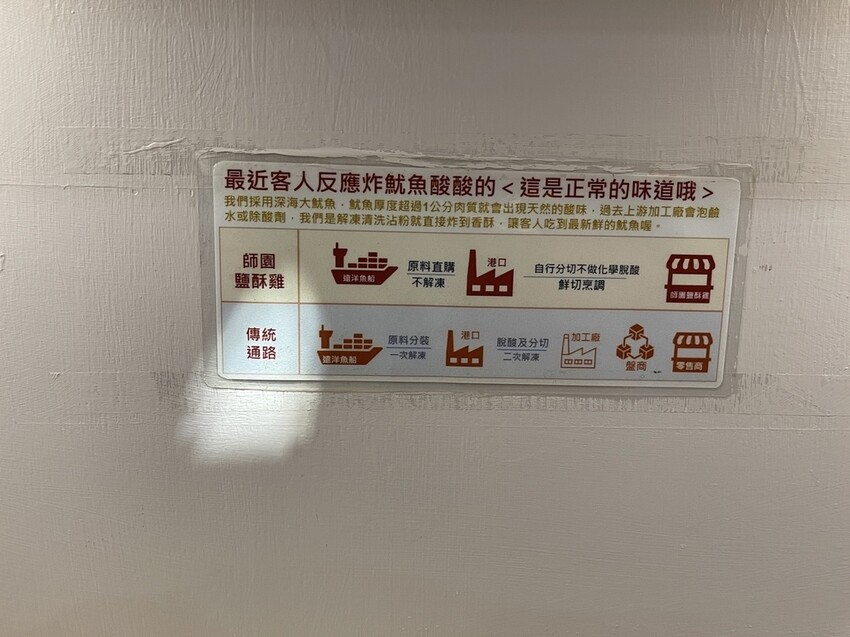 最近客人反應炸魷魚酸酸的<這是正常的味道哦>
我們採用深海大魷魚，魷魚厚度超過1公分肉質就會出現天然的酸味，過去上游加工廠會泡鹼
水或除酸劑，我們是解凍清洗沾粉就直接炸到香酥，讓客人吃到最新鮮的魷魚喔。
師園
鹽酥雞
遠洋魚船
原料直購
不解凍
港口
自行分切不做化學脫酸
鮮切烹調
師園鹽酥雞
傳統
通路
遠洋魚船
原料分裝
一次解凍
港口
脫酸及分切
二次解凍
加工廠
盤商
零售商